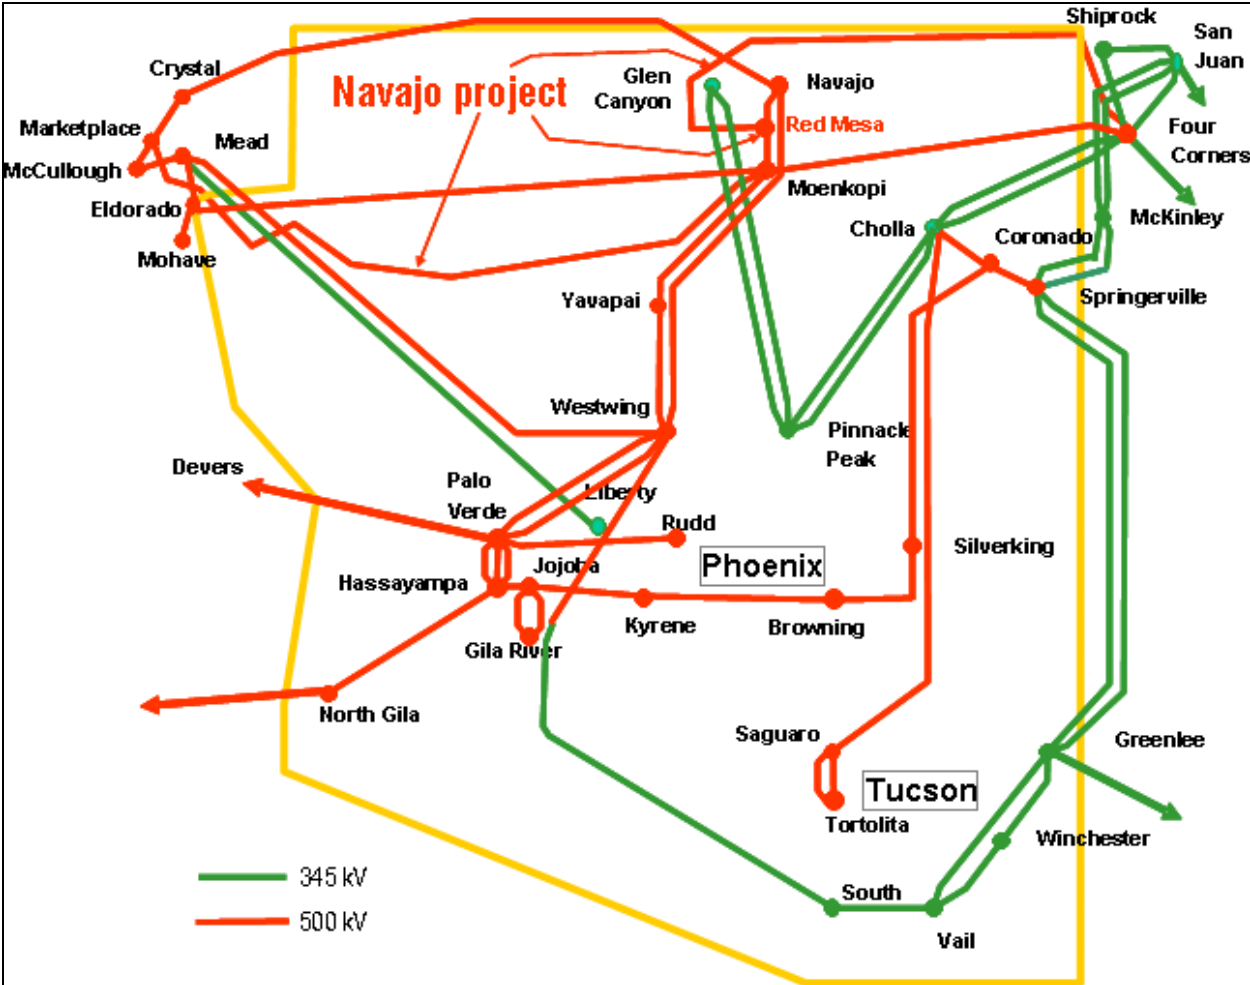 Shiprock
San
Juan
Crystal
Glen
Canyon
Navajo
Navajo project
Marketplace
Mead
Red Mesa
Four
Corners
McCullough
Moenkopi
Eldorado
McKinley
Cholla
Coronado
Mohave
Yavapai
Springerville
Westwing
Pinnacle
Peak
Devers
Palo
Verde
Liberty
Rudd
Silverking
Phoenix
Jojoba
Hassayampa
Kyrene
Browning
Gila River
North Gila
Saguaro
Greenlee
Tucson
Tortolita
Winchester
345 kV
South
500 kV
Vail